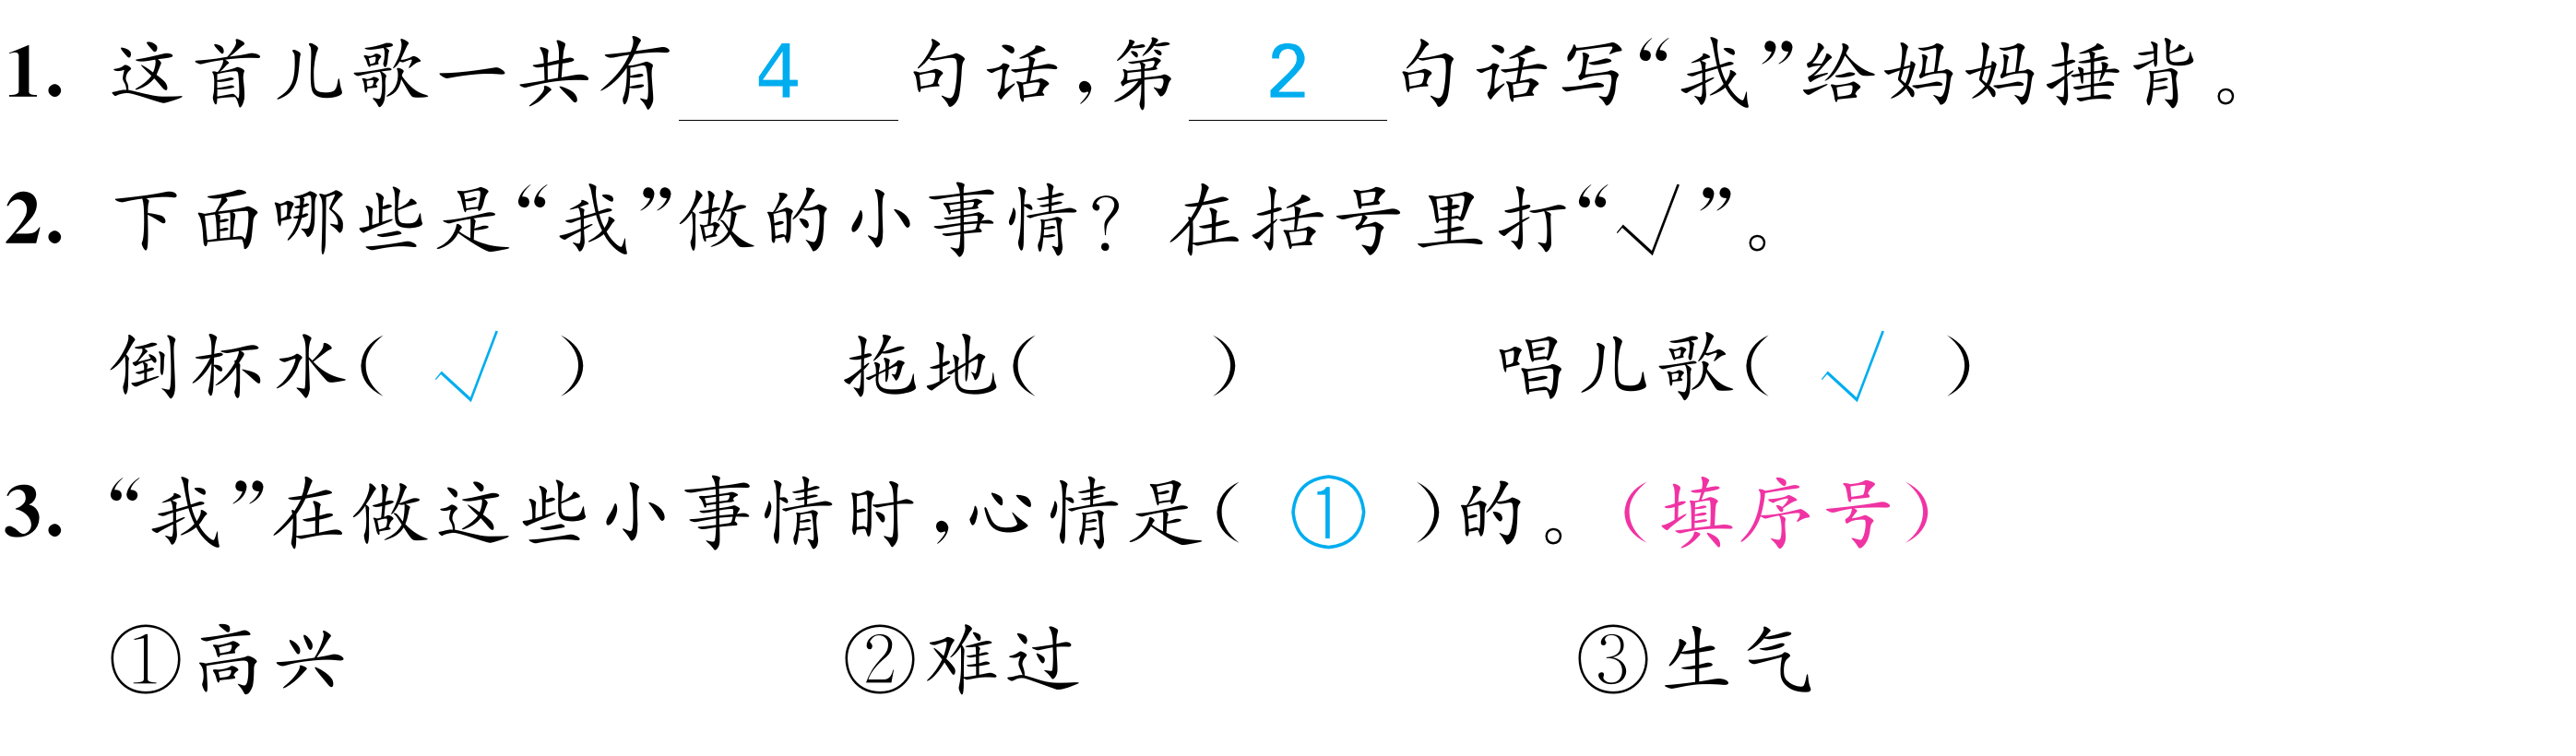 1. 这首儿歌一共有 4 句话,第 2 句话写“我”给妈妈捶背。
2. 下面哪些是“我”做的小事情? 在括号里打“√”。
倒杯水( √ ) 拖地( ) 唱儿歌( √ )
3. “我”在做这些小事情时,心情是( ① )的。(填序号)
①高兴 ②难过 ③生气